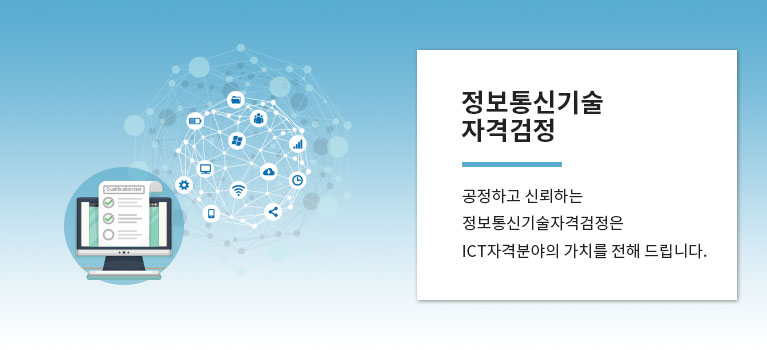 Qualification test
정보통신기술
자격검정
공정하고 신뢰하는
정보통신기술자격검정은
ICT자격분야의 가치를 전해 드립니다.